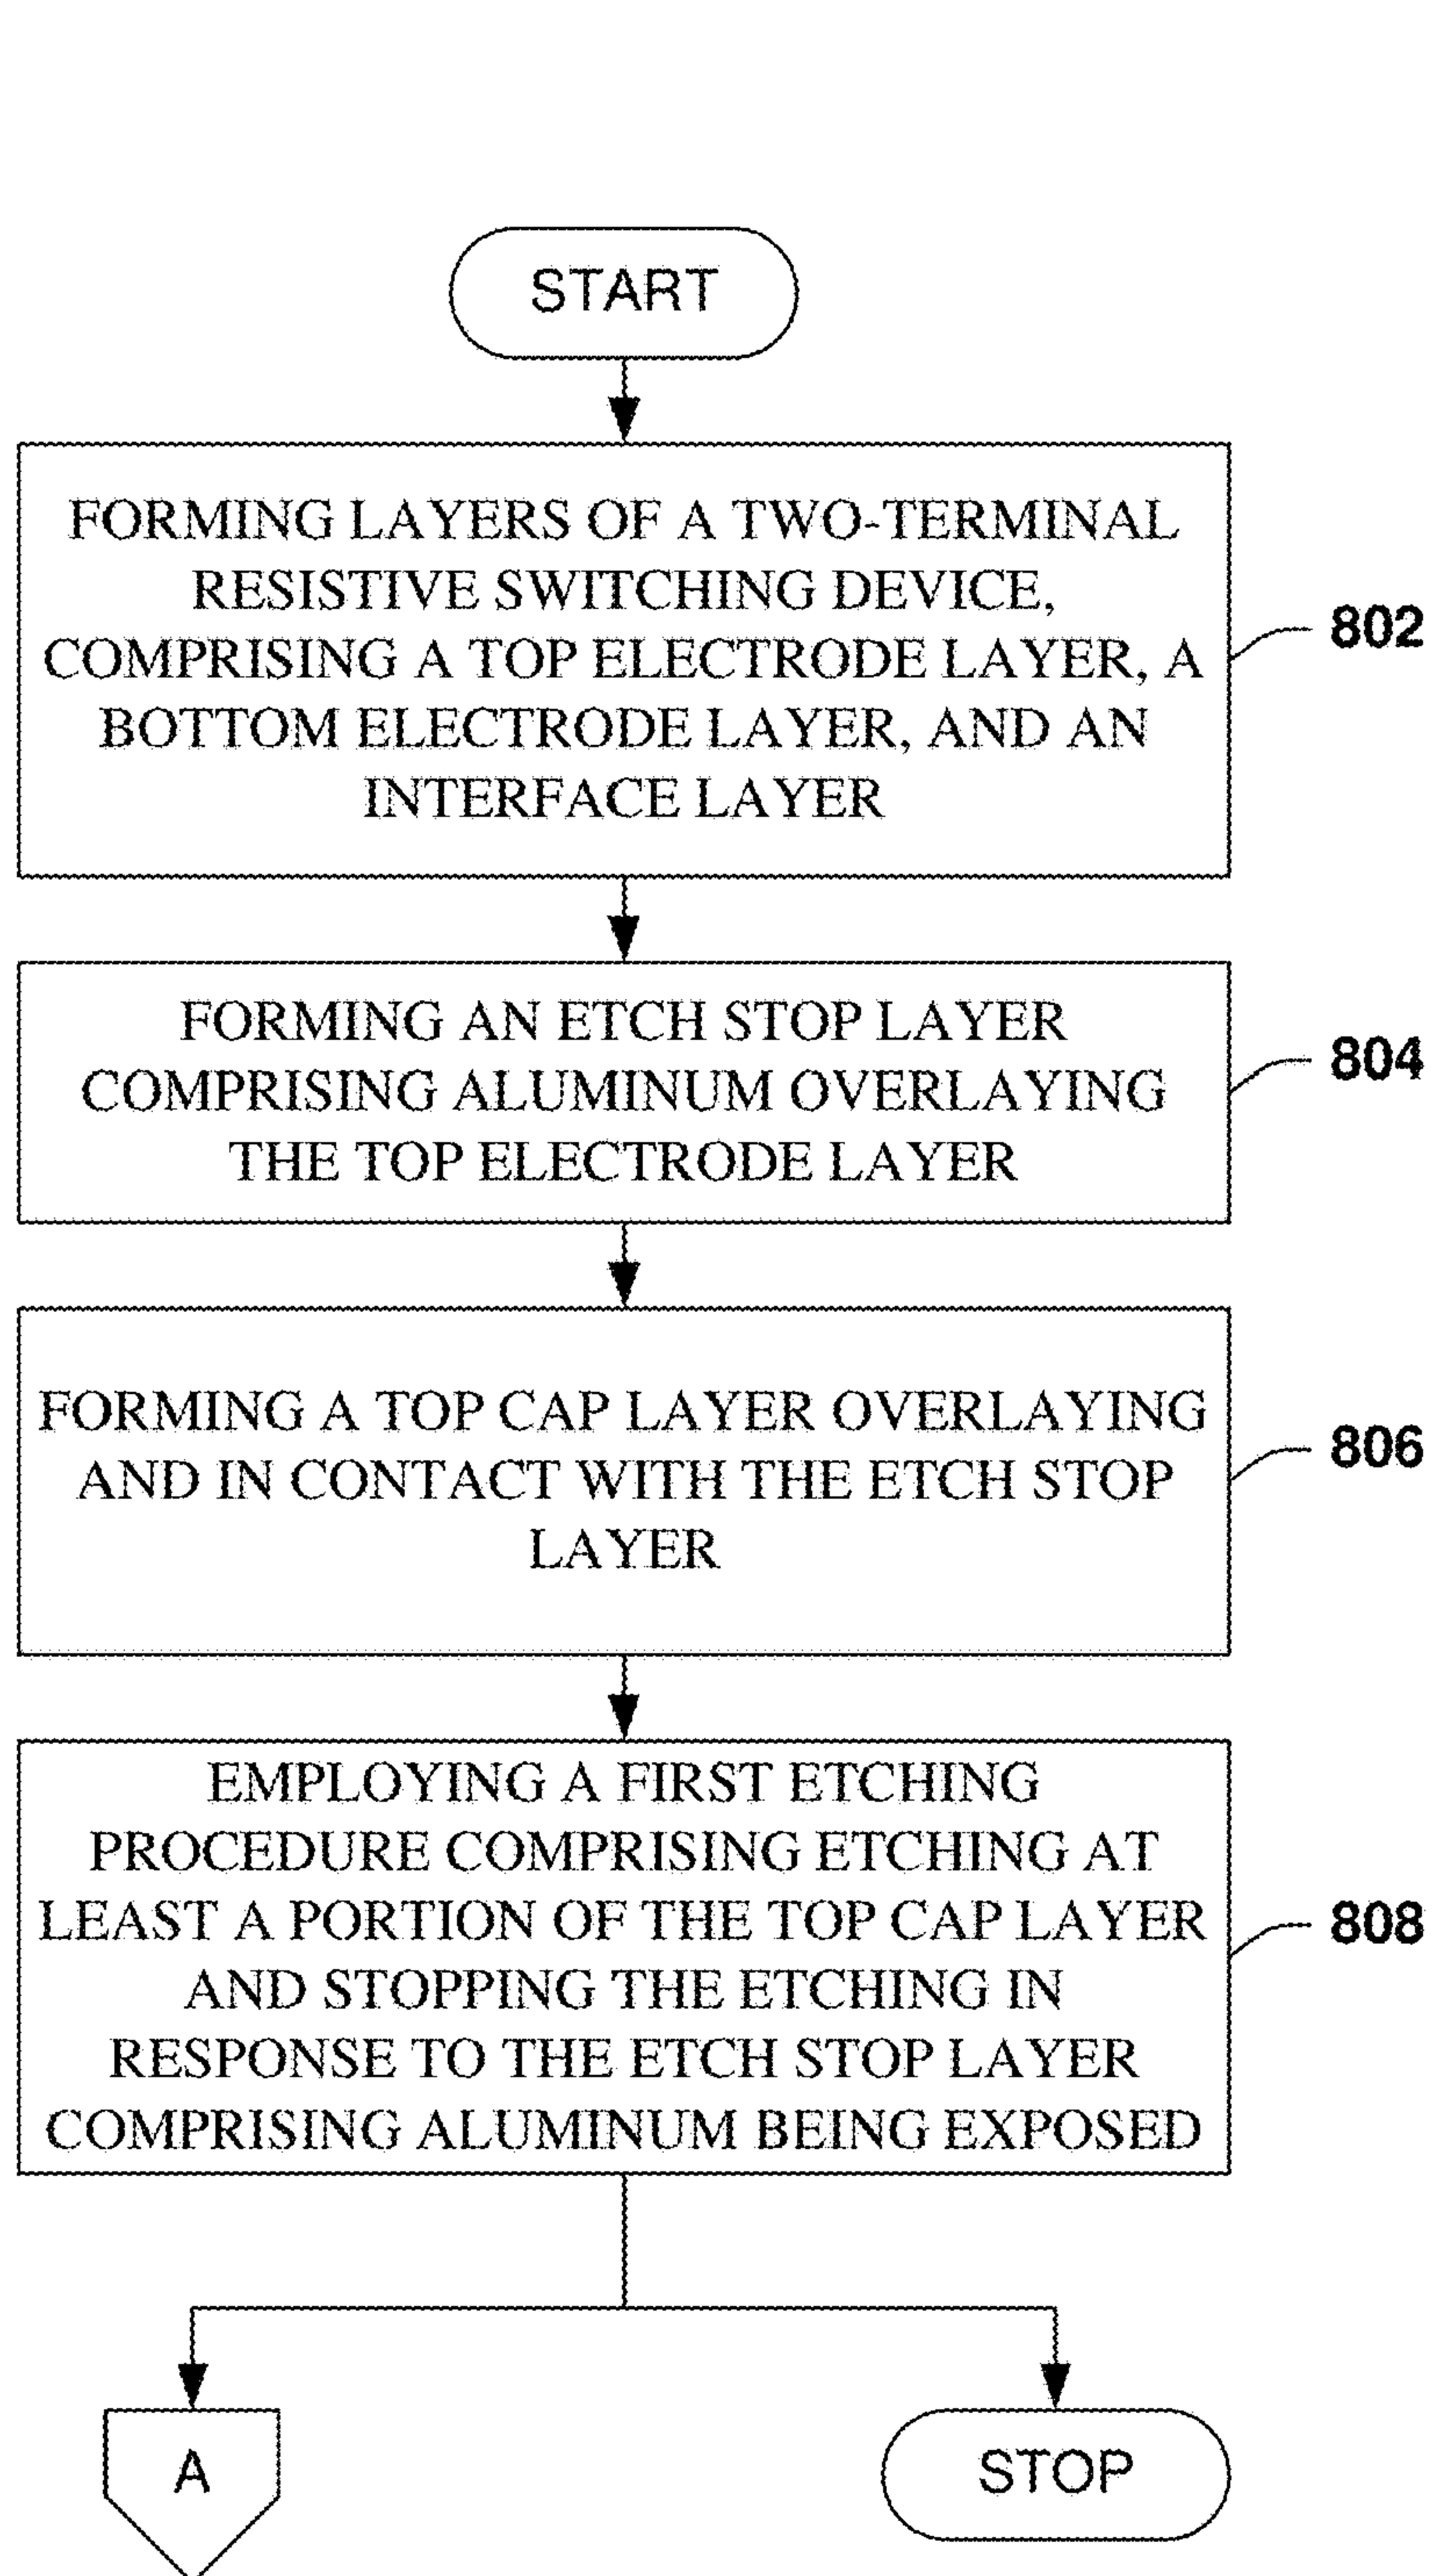 START
FORMING LAYERS OF A TWO-TERMINAL
RESISTIVE SWITCHING DEVICE,
COMPRISING A TOP ELECTRODE LAYER, A
BOTTOM ELECTRODE LAYER, AND AN
INTERFACE LAYER
802
FORMING AN ETCH STOP LAYER
COMPRISING ALUMINUM OVERLAYING
THE TOP ELECTRODE LAYER
804
FORMING A TOP CAP LAYER OVERLAYING
AND IN CONTACT WITH THE ETCH STOP
LAYER
806
EMPLOYING A FIRST ETCHING
PROCEDURE COMPRISING ETCHING AT
LEAST A PORTION OF THE TOP CAP LAYER
AND STOPPING THE ETCHING IN
RESPONSE TO THE ETCH STOP LAYER
COMPRISING ALUMINUM BEING EXPOSED
808
A
STOP